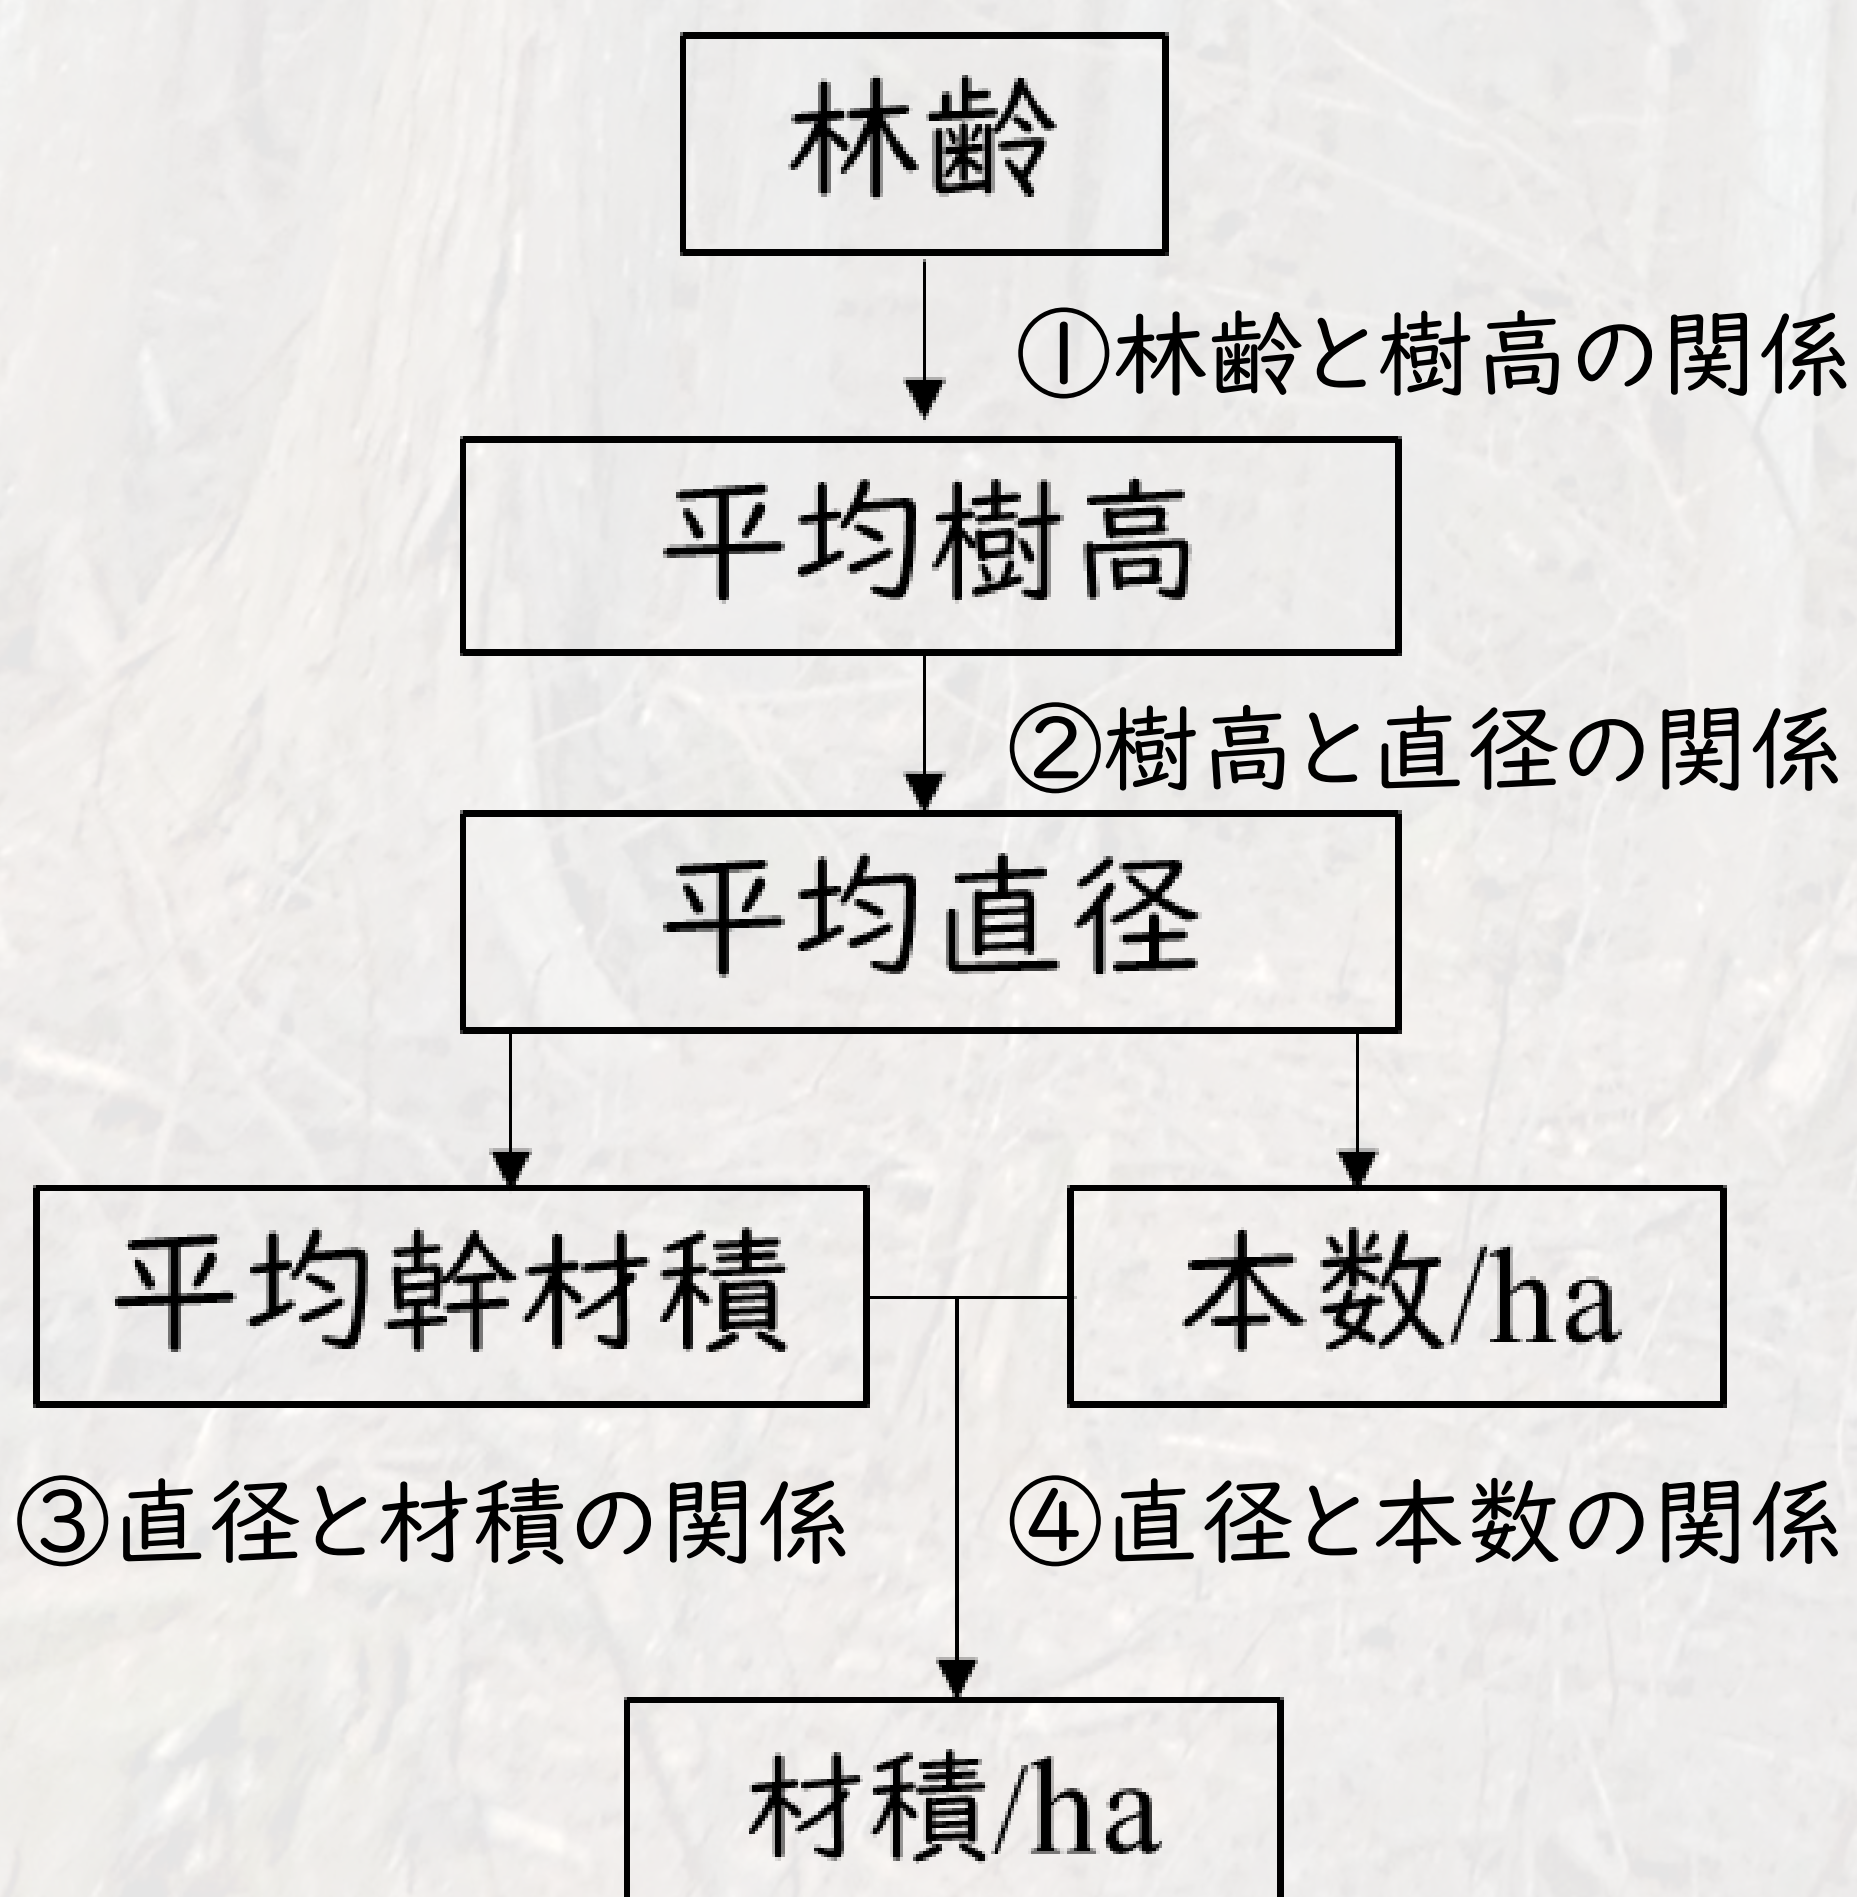 林齢
①林齢と樹高の関係
平均樹高
②樹高と直径の関係
平均直径
平均幹材積
本数/ha
③直径と材積の関係
④直径と本数の関係
材積/ha